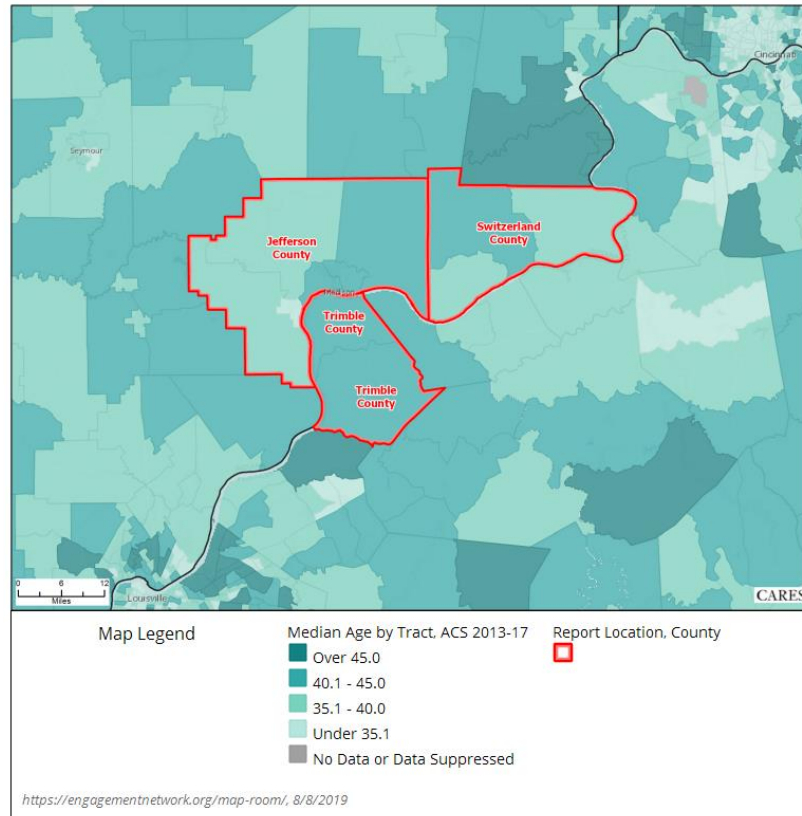 Cincinnati
Seymour
Jefferson
County
Switzerland
County
Madison
Trimble
County
Trimble
County
0 6 12
Miles
Louisville
CARES
Map Legend
Median Age by Tract, ACS 2013-17
Over 45.0
40.1 - 45.0
35.1 - 40.0
Under 35.1
No Data or Data Suppressed
Report Location, County
https://engagementnetwork.org/map-room/, 8/8/2019